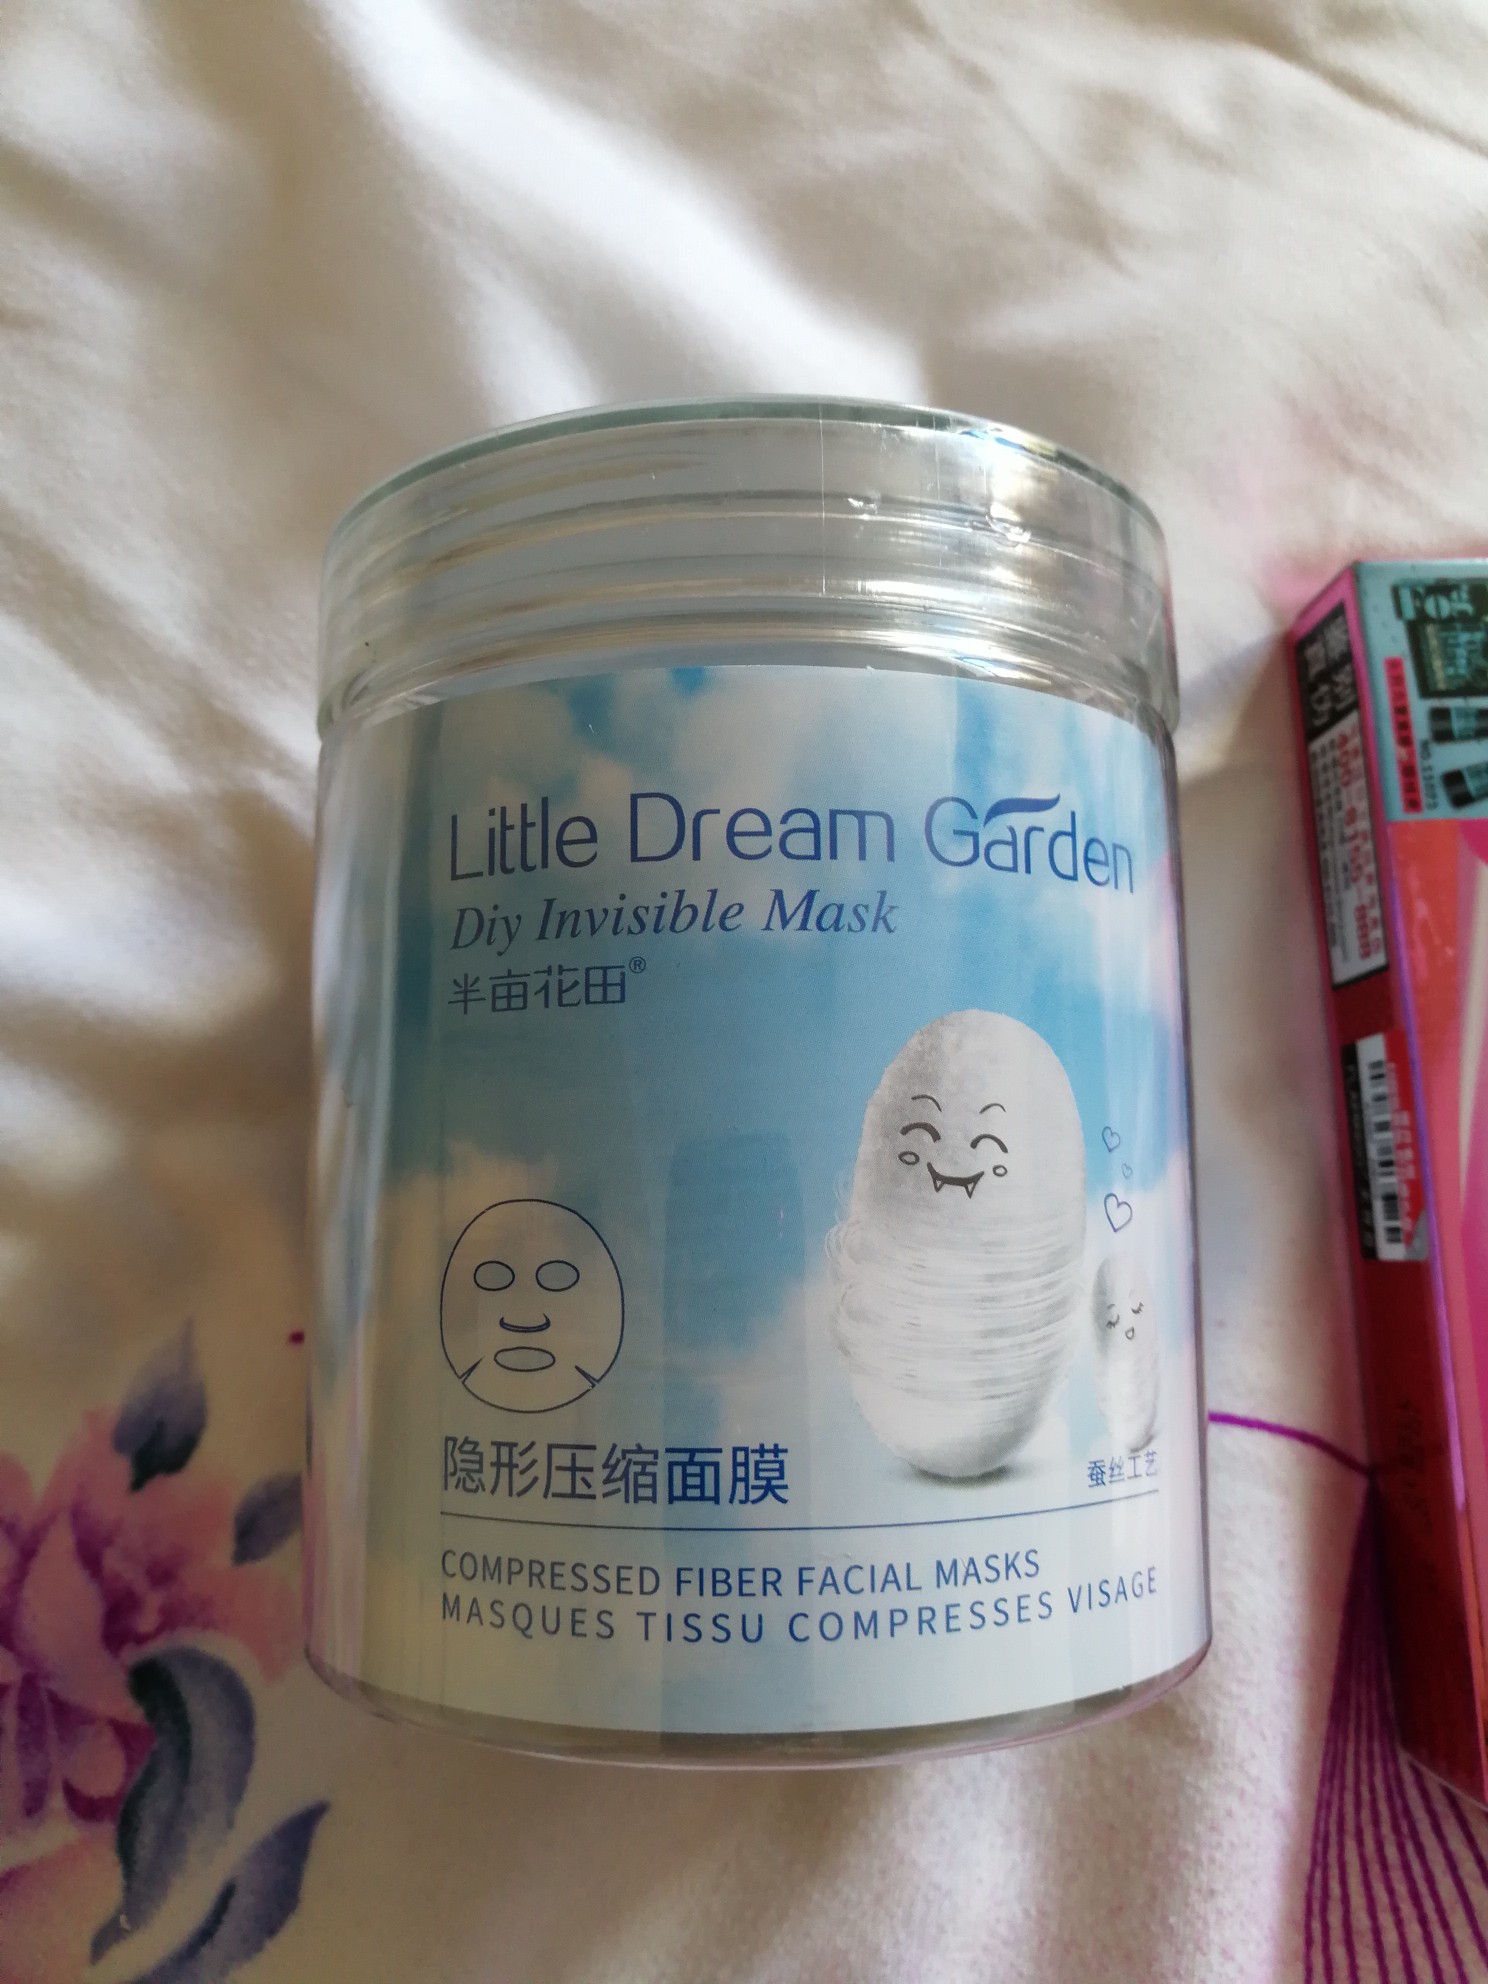 Little Dream Garden
Diy Invisible Mask
半亩花田®
隐形压缩面膜
蚕丝工艺
COMPRESSED FIBER FACIAL MASKS
MASQUES TISSU COMPRESSES VISAGE
Fog